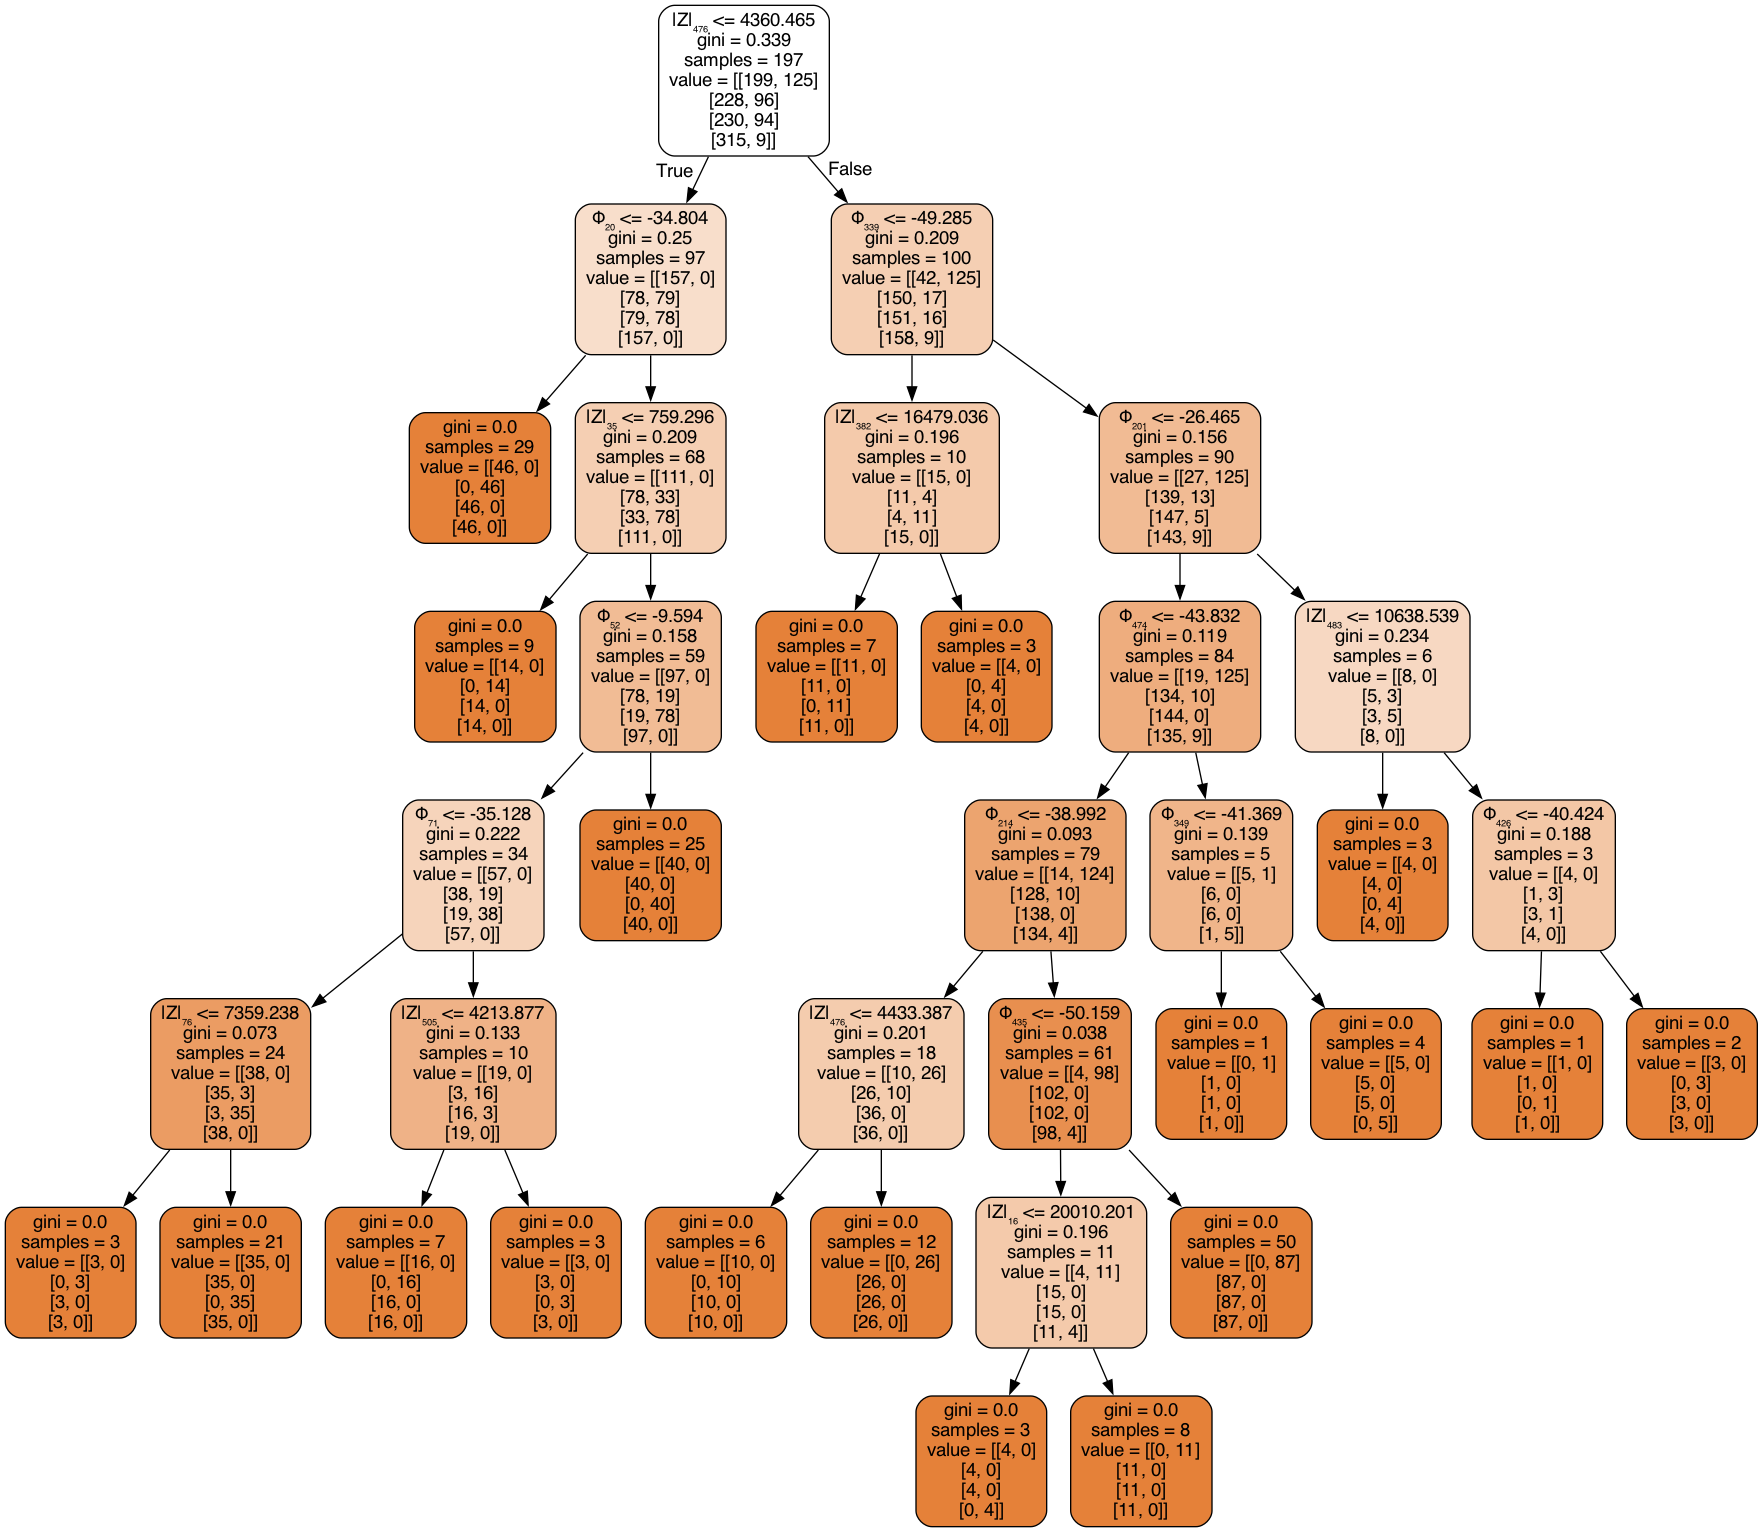 |Z|₄₇₆ <= 4360.465
gini = 0.339
samples = 197
value = [[199, 125]
[228, 96]
[230, 94]
[315, 9]]
True
False
Φ₂₀ <= -34.804
gini = 0.25
samples = 97
value = [[157, 0]
[78, 79]
[79, 78]
[157, 0]]
Φ₃₃₉ <= -49.285
gini = 0.209
samples = 100
value = [[42, 125]
[150, 17]
[151, 16]
[158, 9]]
gini = 0.0
samples = 29
value = [[46, 0]
[0, 46]
[46, 0]
[46, 0]]
|Z|₃₅ <= 759.296
gini = 0.209
samples = 68
value = [[111, 0]
[78, 33]
[33, 78]
[111, 0]]
|Z|₃₈₂ <= 16479.036
gini = 0.196
samples = 10
value = [[15, 0]
[11, 4]
[4, 11]
[15, 0]]
Φ₂₀₁ <= -26.465
gini = 0.156
samples = 90
value = [[27, 125]
[139, 13]
[147, 5]
[143, 9]]
gini = 0.0
samples = 9
value = [[14, 0]
[0, 14]
[14, 0]
[14, 0]]
Φ₅₂ <= -9.594
gini = 0.158
samples = 59
value = [[97, 0]
[78, 19]
[19, 78]
[97, 0]]
gini = 0.0
samples = 7
value = [[11, 0]
[11, 0]
[0, 11]
[11, 0]]
gini = 0.0
samples = 3
value = [[4, 0]
[0, 4]
[4, 0]
[4, 0]]
Φ₄₇₄ <= -43.832
gini = 0.119
samples = 84
value = [[19, 125]
[134, 10]
[144, 0]
[135, 9]]
|Z|₄₈₃ <= 10638.539
gini = 0.234
samples = 6
value = [[8, 0]
[5, 3]
[3, 5]
[8, 0]]
Φ₇₁ <= -35.128
gini = 0.222
samples = 34
value = [[57, 0]
[38, 19]
[19, 38]
[57, 0]]
gini = 0.0
samples = 25
value = [[40, 0]
[40, 0]
[0, 40]
[40, 0]]
Φ₂₁₄ <= -38.992
gini = 0.093
samples = 79
value = [[14, 124]
[128, 10]
[138, 0]
[134, 4]]
Φ₃₄₉ <= -41.369
gini = 0.139
samples = 5
value = [[5, 1]
[6, 0]
[6, 0]
[1, 5]]
gini = 0.0
samples = 3
value = [[4, 0]
[4, 0]
[0, 4]
[4, 0]]
Φ₄₂₆ <= -40.424
gini = 0.188
samples = 3
value = [[4, 0]
[1, 3]
[3, 1]
[4, 0]]
|Z|₇₆ <= 7359.238
gini = 0.073
samples = 24
value = [[38, 0]
[35, 3]
[3, 35]
[38, 0]]
|Z|₅₀₅ <= 4213.877
gini = 0.133
samples = 10
value = [[19, 0]
[3, 16]
[16, 3]
[19, 0]]
|Z|₄₇₆ <= 4433.387
gini = 0.201
samples = 18
value = [[10, 26]
[26, 10]
[36, 0]
[36, 0]]
Φ₄₃₅ <= -50.159
gini = 0.038
samples = 61
value = [[4, 98]
[102, 0]
[102, 0]
[98, 4]]
gini = 0.0
samples = 1
value = [[0, 1]
[1, 0]
[1, 0]
[1, 0]]
gini = 0.0
samples = 4
value = [[5, 0]
[5, 0]
[5, 0]
[0, 5]]
gini = 0.0
samples = 1
value = [[1, 0]
[1, 0]
[0, 1]
[1, 0]]
gini = 0.0
samples = 2
value = [[3, 0]
[0, 3]
[3, 0]
[3, 0]]
gini = 0.0
samples = 3
value = [[3, 0]
[0, 3]
[3, 0]
[3, 0]]
gini = 0.0
samples = 21
value = [[35, 0]
[35, 0]
[0, 35]
[35, 0]]
gini = 0.0
samples = 7
value = [[16, 0]
[0, 16]
[16, 0]
[16, 0]]
gini = 0.0
samples = 3
value = [[3, 0]
[3, 0]
[0, 3]
[3, 0]]
gini = 0.0
samples = 6
value = [[10, 0]
[0, 10]
[10, 0]
[10, 0]]
gini = 0.0
samples = 12
value = [[0, 26]
[26, 0]
[26, 0]
[26, 0]]
|Z|₁₆ <= 20010.201
gini = 0.196
samples = 11
value = [[4, 11]
[15, 0]
[15, 0]
[11, 4]]
gini = 0.0
samples = 50
value = [[0, 87]
[87, 0]
[87, 0]
[87, 0]]
gini = 0.0
samples = 3
value = [[4, 0]
[4, 0]
[4, 0]
[0, 4]]
gini = 0.0
samples = 8
value = [[0, 11]
[11, 0]
[11, 0]
[11, 0]]